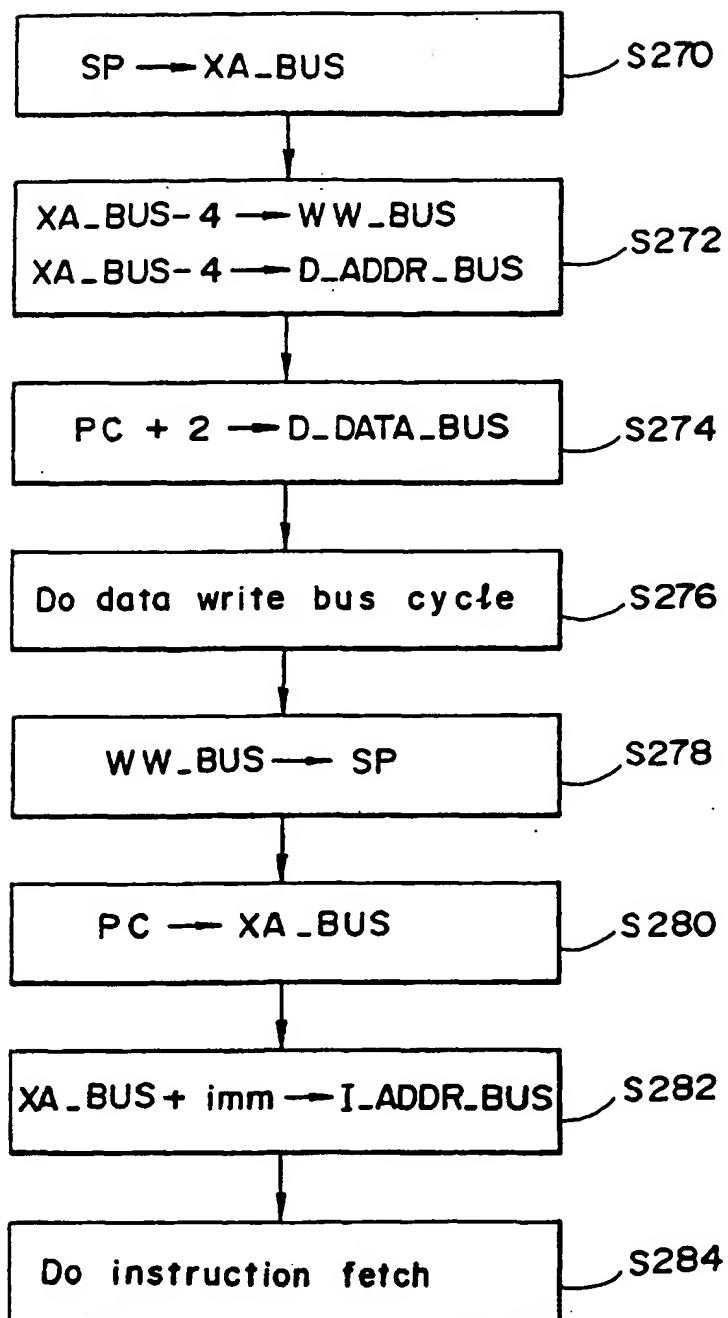 SP → XA_BUS
S270
XA_BUS-4 → WW_BUS
XA_BUS-4 → D_ADDR_BUS
S272
PC + 2 → D_DATA_BUS
S274
Do data write bus cycle
S276
WW_BUS → SP
S278
PC → XA_BUS
S280
XA_BUS + imm → I_ADDR_BUS
S282
Do instruction fetch
S284